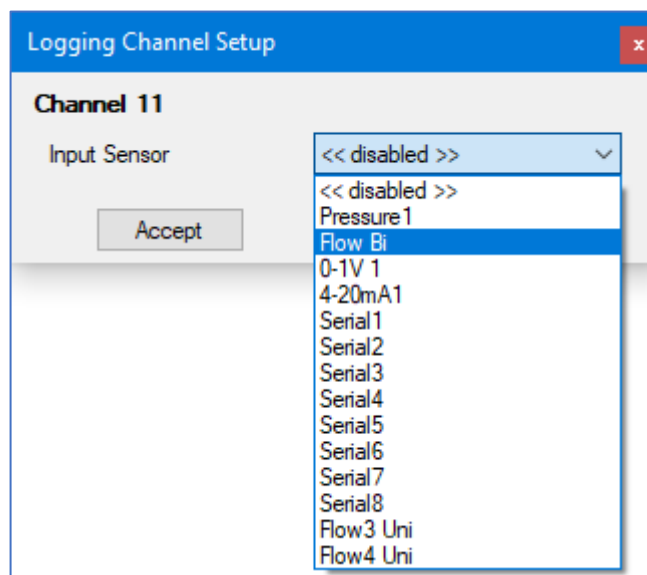 Logging Channel Setup
x
Channel 11
Input Sensor
<< disabled >>
<< disabled >>
Pressure1
Accept
Flow Bi
0-1V 1
4-20mA1
Serial1
Serial2
Serial3
Serial4
Serial5
Serial6
Serial7
Serial8
Flow3 Uni
Flow4 Uni